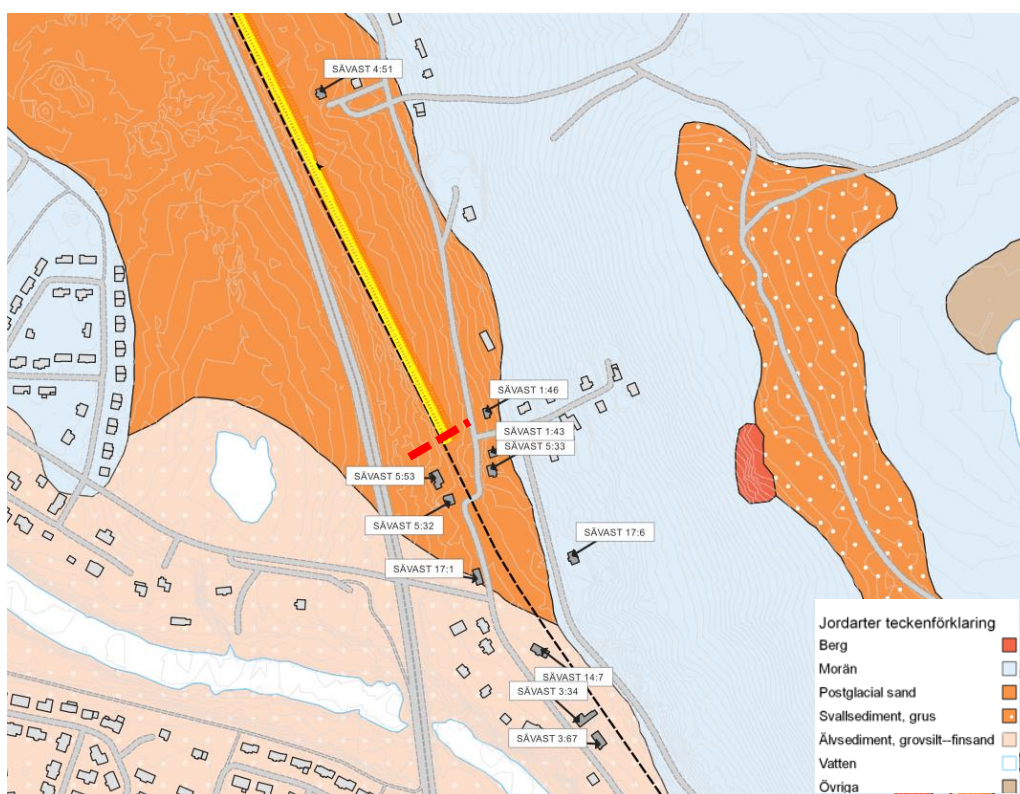 SÄVAST 4:51
SÄVAST 1:46
SÄVAST 1:43
SÄVAST 5:33
SÄVAST 5:53
SÄVAST 5:32
SÄVAST 17:6
SÄVAST 17:1
SÄVAST 14:7
SÄVAST 3:34
SÄVAST 3:67
Jordarter teckenförklaring
Berg
Morän
Postglacial sand
Svallsediment, grus
Älvsediment, grovsilt--finsand
Vatten
Övriga